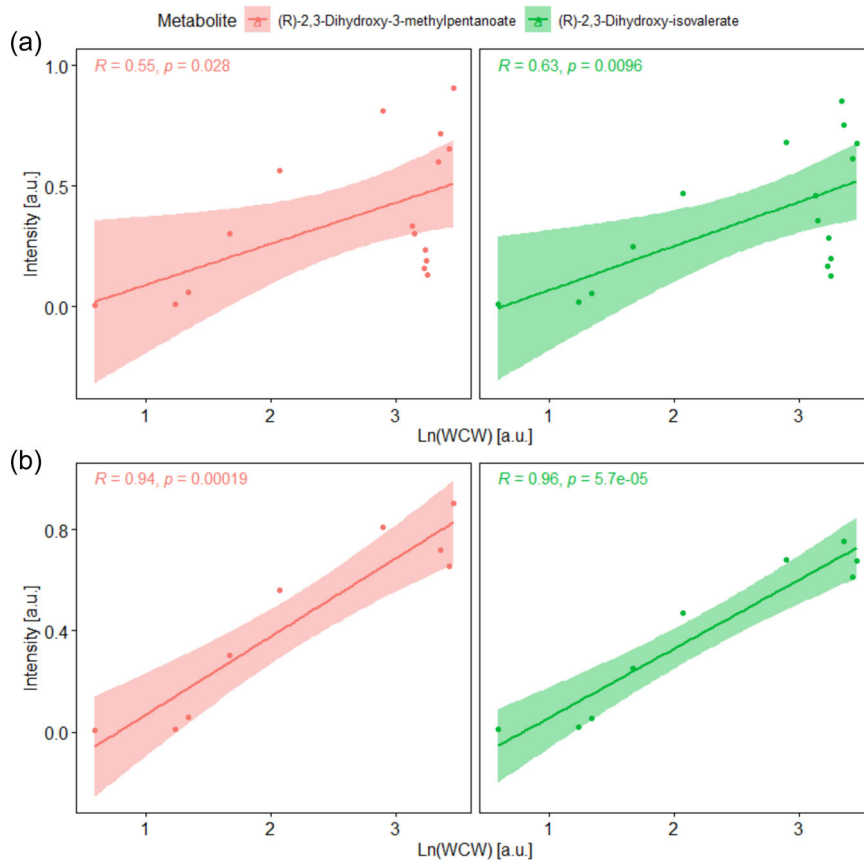 Metabolite (R)-2,3-Dihydroxy-3-methylpentanoate (R)-2,3-Dihydroxy-isovalerate
(a)
R = 0.55, p = 0.028
R = 0.63, p = 0.0096
1.0
0.5
0.0
Intensity [a.u.]
1 2 3 1 2 3
Ln(WCW) [a.u.]
(b)
R = 0.94, p = 0.00019
R = 0.96, p = 5.7e-05
0.8
0.4
0.0
Intensity [a.u.]
1 2 3 1 2 3
Ln(WCW) [a.u.]